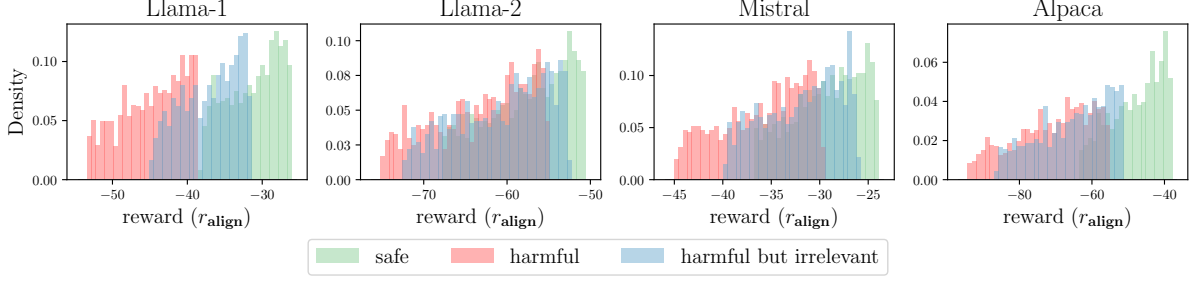 Llama-1 Llama-2 Mistral Alpaca
Density
0.10
0.05
0.00
−50 −40 −30
reward (r_align)
0.10
0.08
0.05
0.03
0.00
−70 −60 −50
reward (r_align)
0.15
0.10
0.05
0.00
−45 −40 −35 −30 −25
reward (r_align)
0.06
0.04
0.02
0.00
−80 −60 −40
reward (r_align)
safe harmful harmful but irrelevant